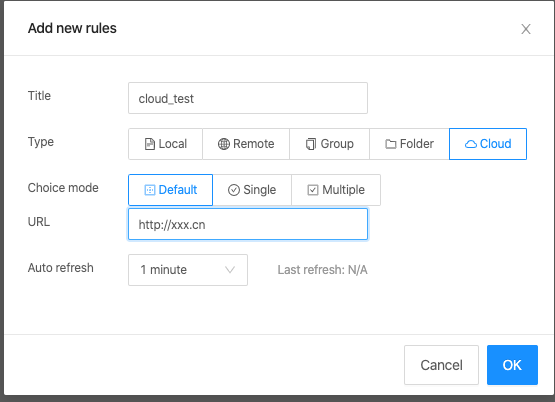 Add new rules
Title
cloud_test
Type
Local Remote Group Folder Cloud
Choice mode
Default Single Multiple
URL
http://xxx.cn
Auto refresh
1 minute
Last refresh: N/A
Cancel
OK